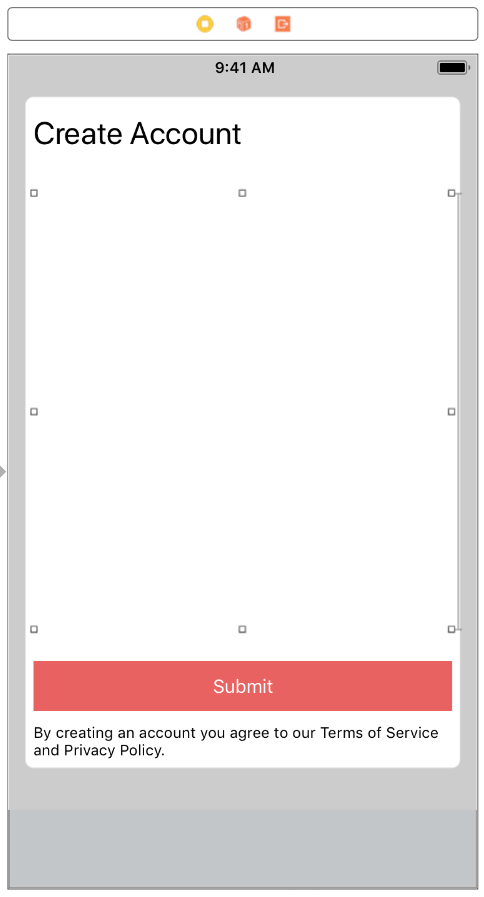 9:41 AM
Create Account
Submit
By creating an account you agree to our Terms of Service
and Privacy Policy.